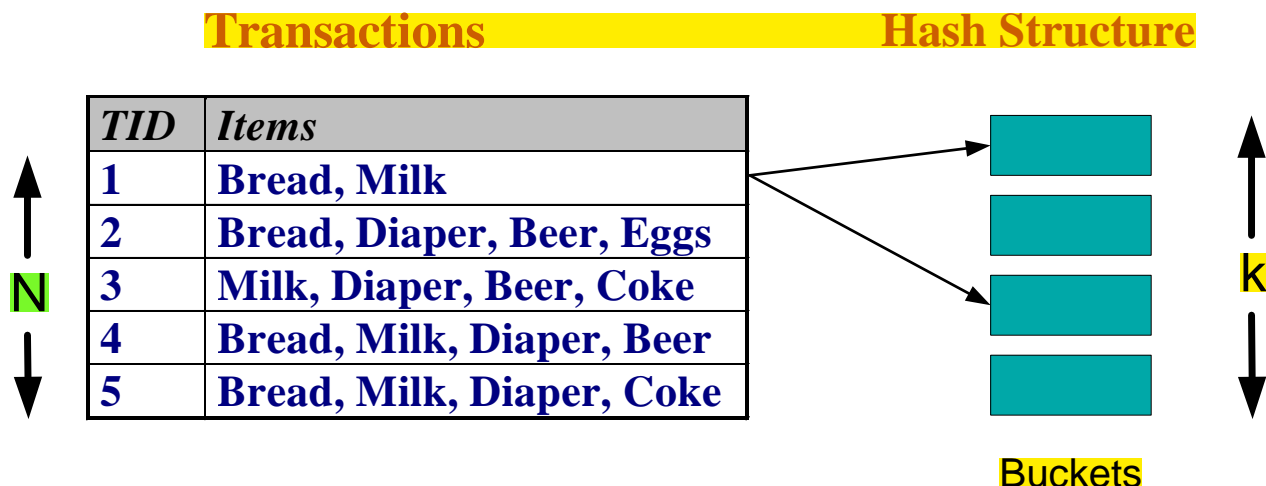 Transactions Hash Structure
TID Items
1 Bread, Milk
2 Bread, Diaper, Beer, Eggs
3 Milk, Diaper, Beer, Coke
4 Bread, Milk, Diaper, Beer
5 Bread, Milk, Diaper, Coke
N
k
Buckets